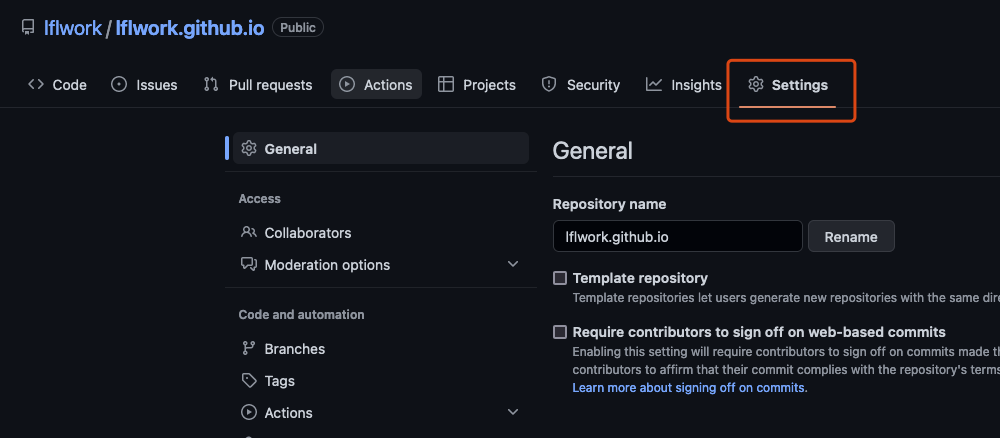 lflwork / lflwork.github.io Public
Code Issues Pull requests Actions Projects Security Insights Settings
General
Access
Collaborators
Moderation options
Code and automation
Branches
Tags
Actions
General
Repository name
lflwork.github.io Rename
Template repository
Template repositories let users generate new repositories with the same dire
Require contributors to sign off on web-based commits
Enabling this setting will require contributors to sign off on commits made th
contributors to affirm that their commit complies with the repository's terms
Learn more about signing off on commits.